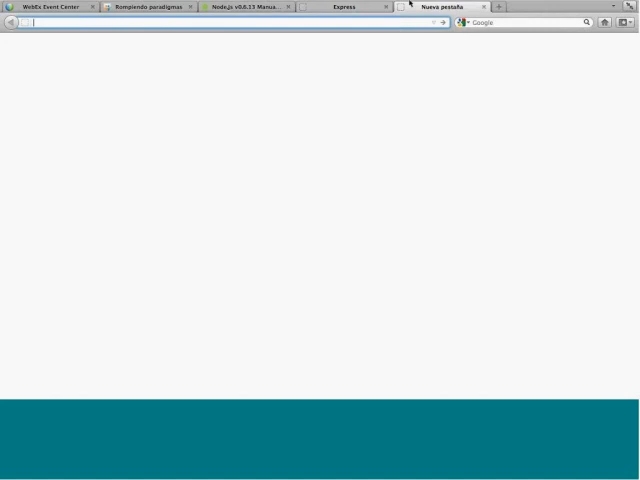 WebEx Event Center
Rompiendo paradigmas
Node.js v0.6.13 Manua...
Express
Nueva pestaña
Google